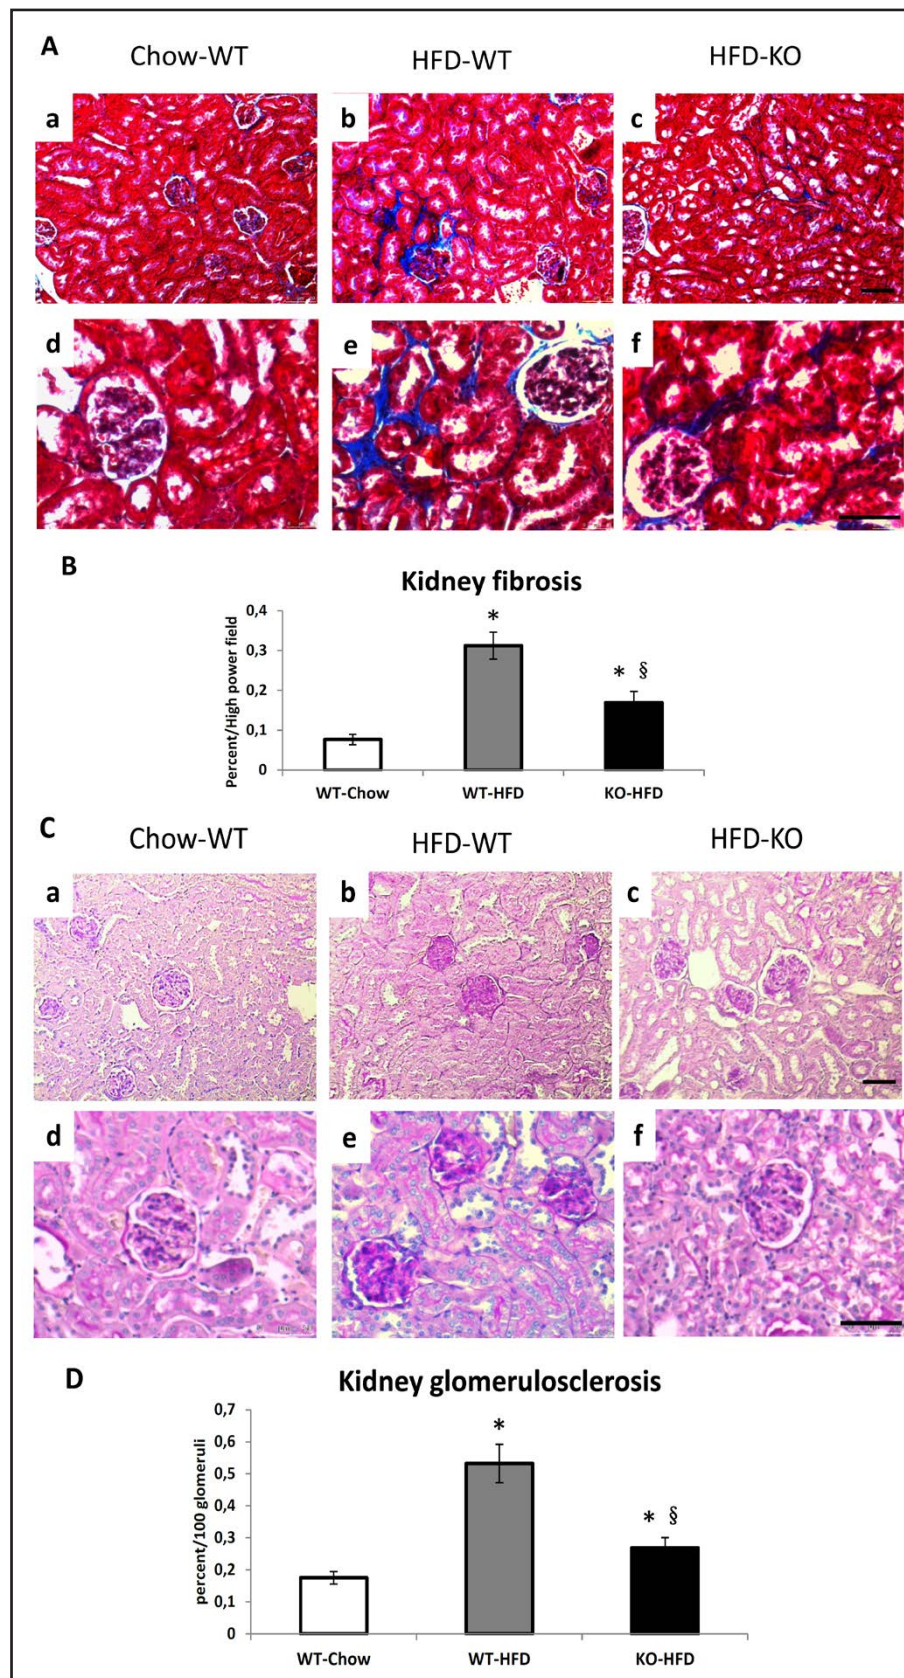 A
Chow-WT HFD-WT HFD-KO
a b c
d e f
B
Kidney fibrosis
Percent/High power field
0,4
0,3
0,2
0,1
0
*
* §
WT-Chow WT-HFD KO-HFD
C
Chow-WT HFD-WT HFD-KO
a b c
d e f
D
Kidney glomerulosclerosis
percent/100 glomeruli
0,7
0,6
0,5
0,4
0,3
0,2
0,1
0
*
* §
WT-Chow WT-HFD KO-HFD